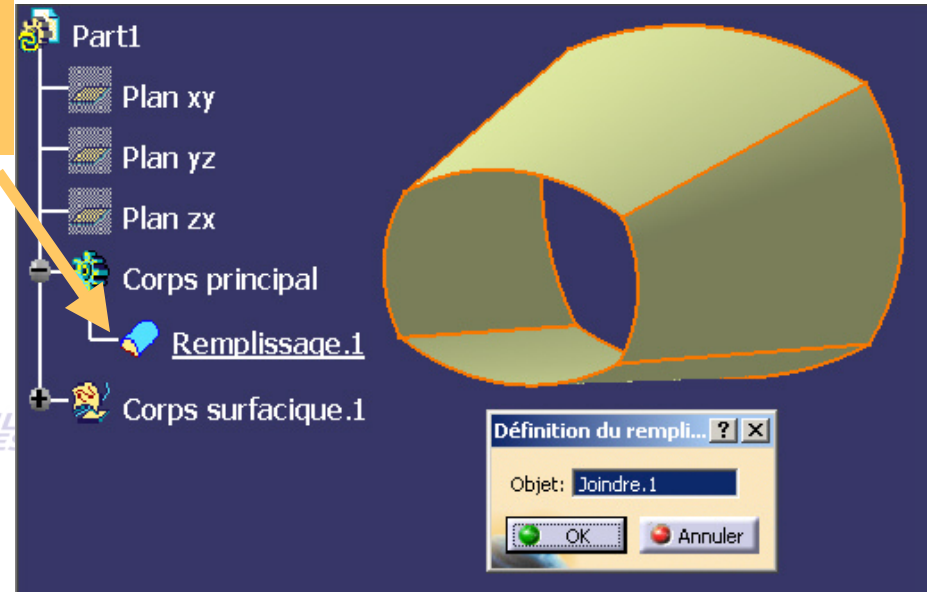 Part1
Plan xy
Plan yz
Plan zx
Corps principal
Remplissage.1
Corps surfacique.1
Définition du rempli... ? X
Objet: Joindre.1
OK Annuler